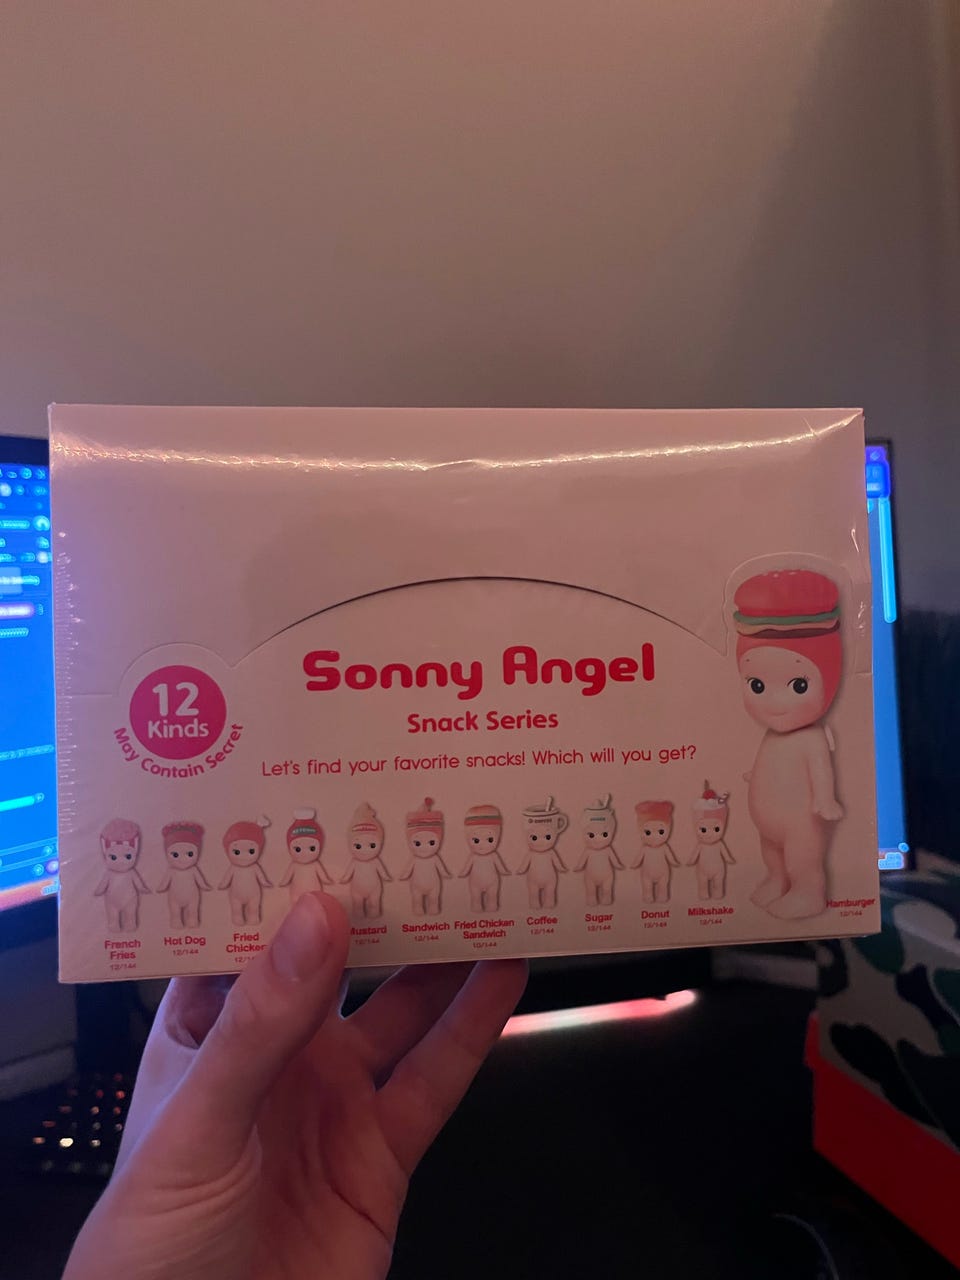 Sonny Angel
Snack Series
Let's find your favorite snacks! Which will you get?
12
Kinds
May Contain Secret
French
Fries
12/144
Hot Dog
12/144
Fried
Chicken
Mustard
12/144
Sandwich
12/144
Fried Chicken
Sandwich
12/144
Coffee
12/144
Sugar
12/144
Donut
12/144
Milkshake
12/144
Hamburger
12/144
COFFEE